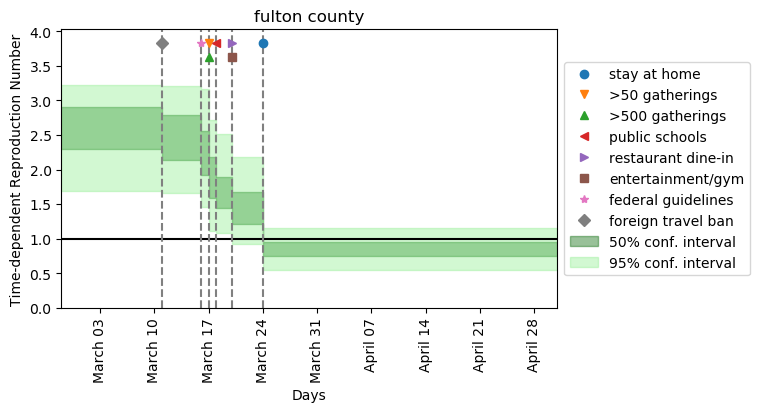 fulton county
Time-dependent Reproduction Number
4.0
3.5
3.0
2.5
2.0
1.5
1.0
0.5
0.0
March 03
March 10
March 17
March 24
March 31
April 07
April 14
April 21
April 28
Days
stay at home
>50 gatherings
>500 gatherings
public schools
restaurant dine-in
entertainment/gym
federal guidelines
foreign travel ban
50% conf. interval
95% conf. interval